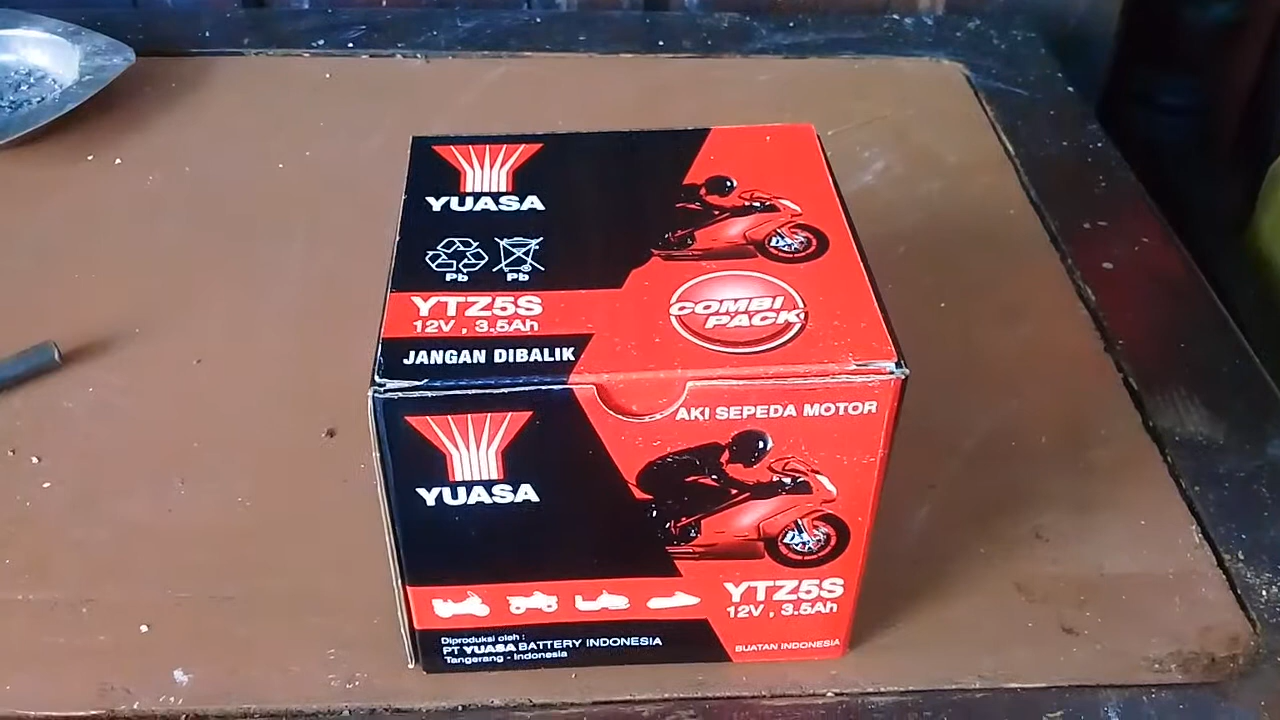 YUASA
Pb Pb
YTZ5S
12V , 3.5Ah
COMBI
PACK
JANGAN DIBALIK
AKI SEPEDA MOTOR
YUASA
YTZ5S
12V , 3.5Ah
Diproduksi oleh :
PT YUASA BATTERY INDONESIA
Tangerang - Indonesia
BUATAN INDONESIA